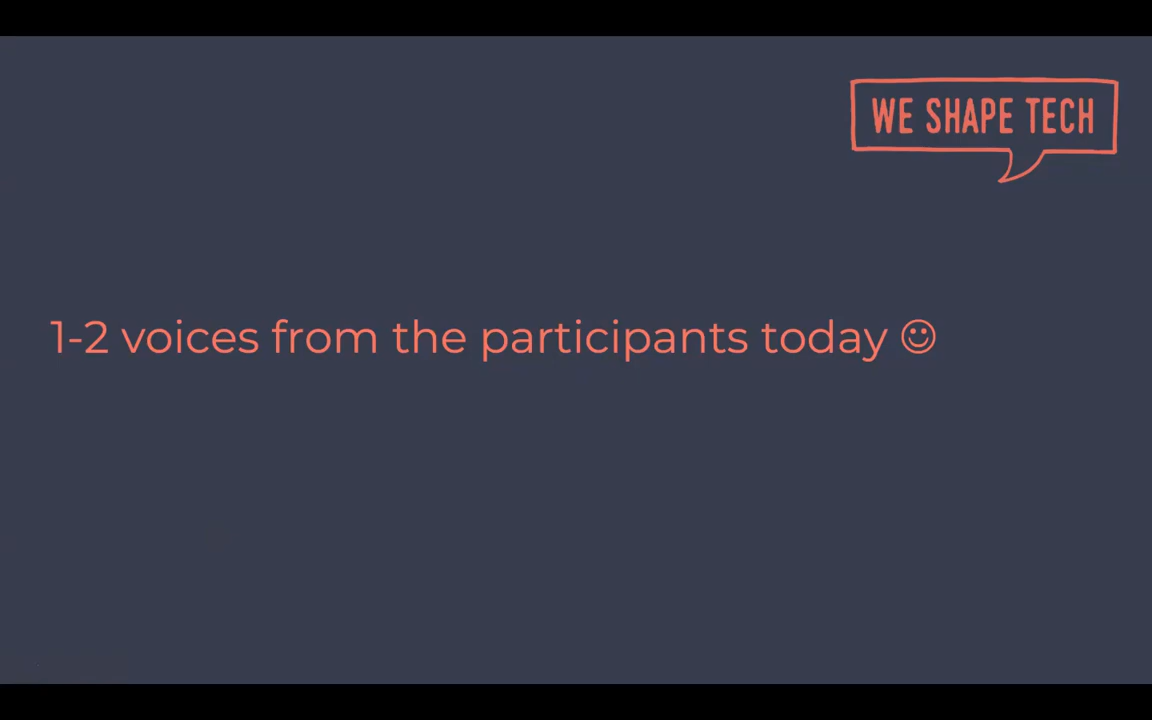 WE SHAPE TECH
1-2 voices from the participants today ☺